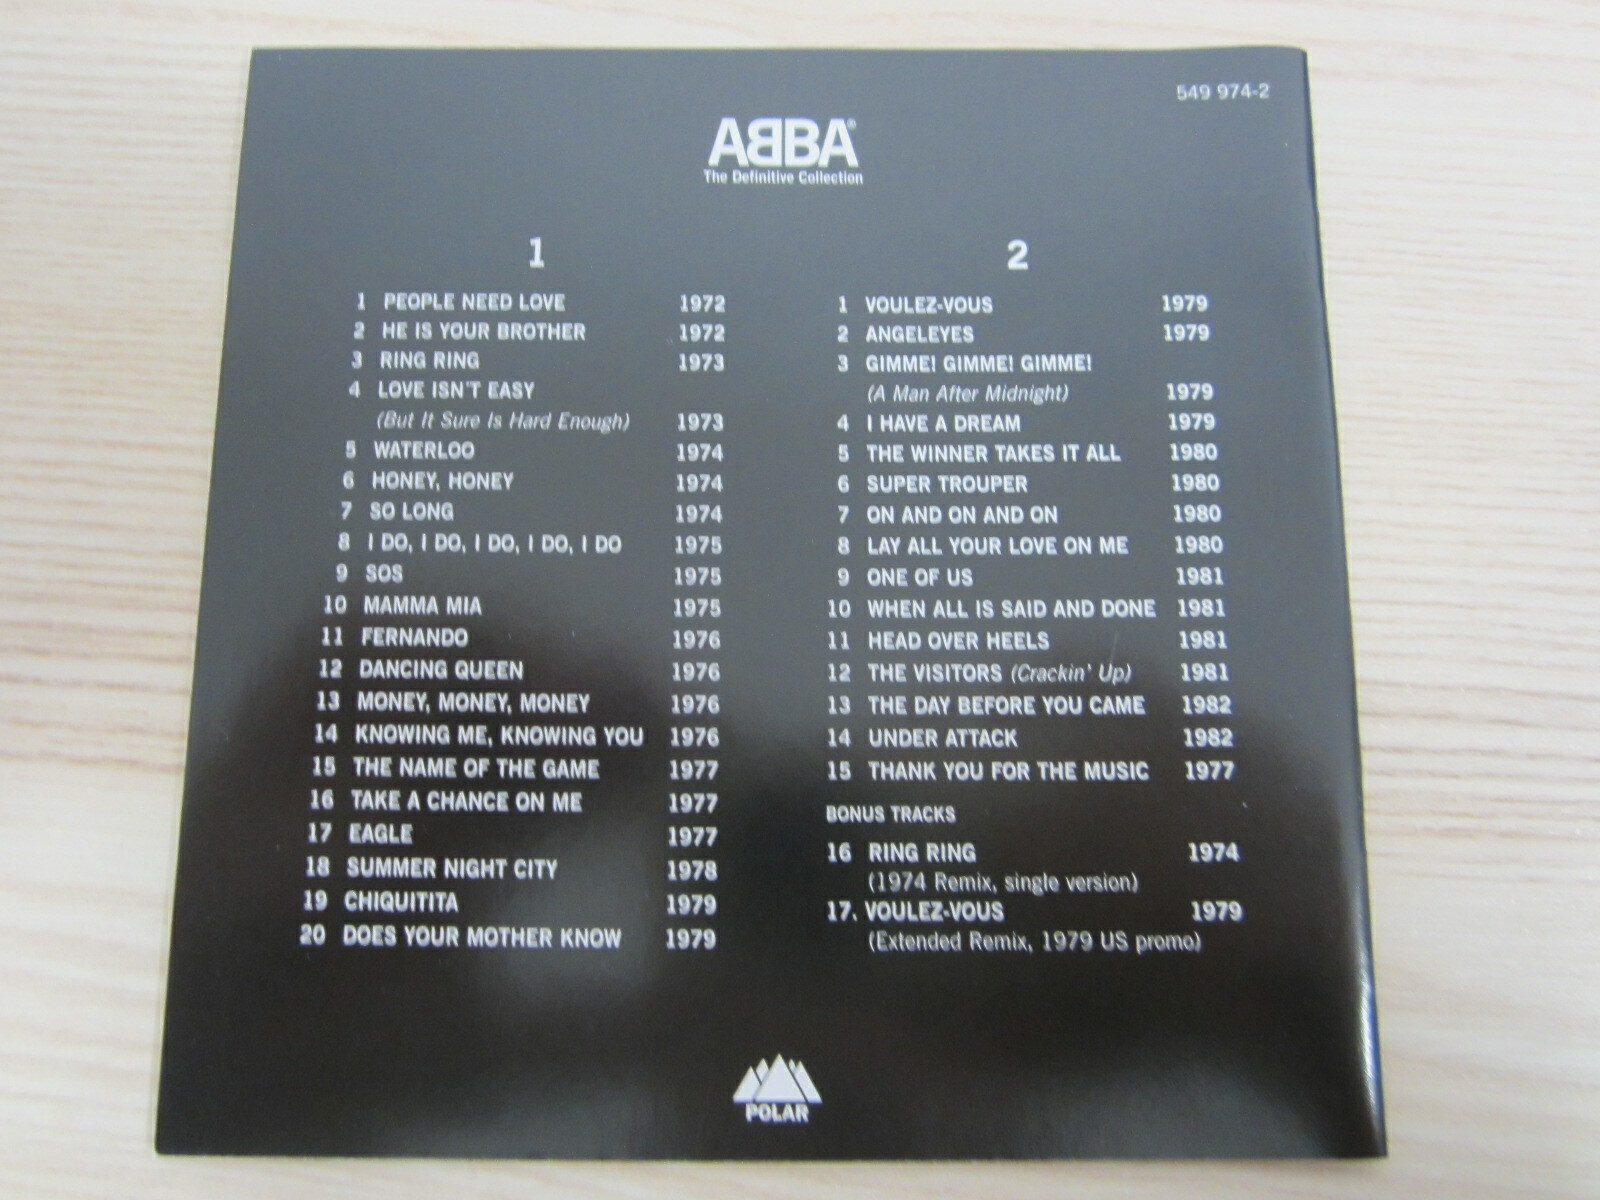 549 974-2
ABBA®
The Definitive Collection
1
1 PEOPLE NEED LOVE 1972
2 HE IS YOUR BROTHER 1972
3 RING RING 1973
4 LOVE ISN'T EASY
(But It Sure Is Hard Enough) 1973
5 WATERLOO 1974
6 HONEY, HONEY 1974
7 SO LONG 1974
8 I DO, I DO, I DO, I DO, I DO 1975
9 SOS 1975
10 MAMMA MIA 1975
11 FERNANDO 1976
12 DANCING QUEEN 1976
13 MONEY, MONEY, MONEY 1976
14 KNOWING ME, KNOWING YOU 1976
15 THE NAME OF THE GAME 1977
16 TAKE A CHANCE ON ME 1977
17 EAGLE 1977
18 SUMMER NIGHT CITY 1978
19 CHIQUITITA 1979
20 DOES YOUR MOTHER KNOW 1979
2
1 VOULEZ-VOUS 1979
2 ANGELEYES 1979
3 GIMME! GIMME! GIMME!
(A Man After Midnight) 1979
4 I HAVE A DREAM 1979
5 THE WINNER TAKES IT ALL 1980
6 SUPER TROUPER 1980
7 ON AND ON AND ON 1980
8 LAY ALL YOUR LOVE ON ME 1980
9 ONE OF US 1981
10 WHEN ALL IS SAID AND DONE 1981
11 HEAD OVER HEELS 1981
12 THE VISITORS (Crackin' Up) 1981
13 THE DAY BEFORE YOU CAME 1982
14 UNDER ATTACK 1982
15 THANK YOU FOR THE MUSIC 1977
BONUS TRACKS
16 RING RING 1974
(1974 Remix, single version)
17. VOULEZ-VOUS 1979
(Extended Remix, 1979 US promo)
POLAR